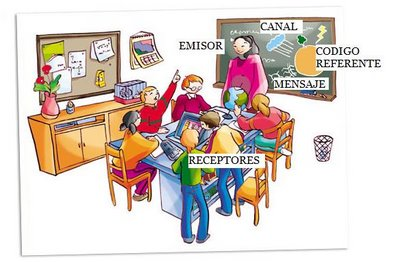 CANAL
EMISOR
CODIGO
REFERENTE
MENSAJE
RECEPTORES